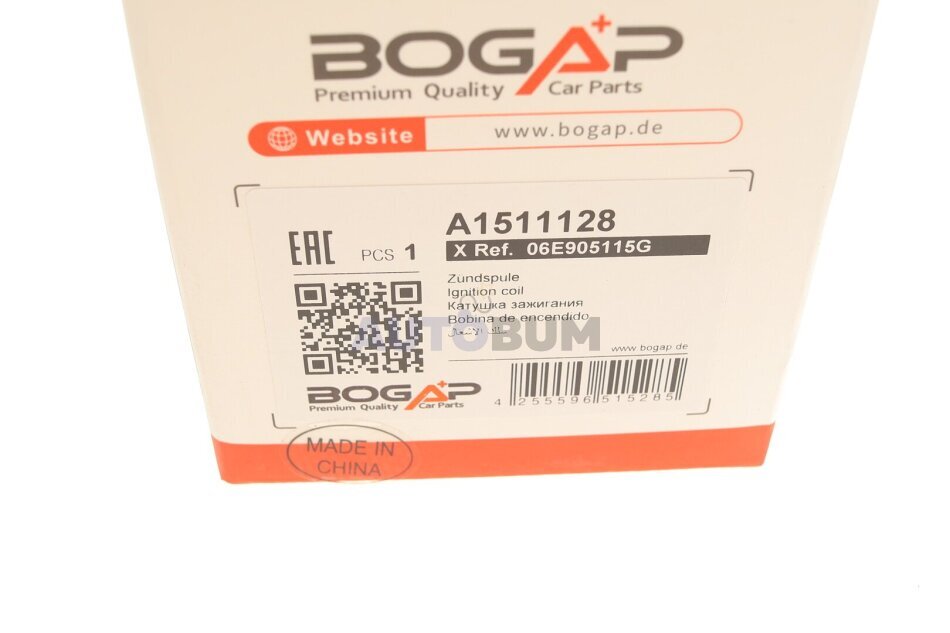 BOGAP
Premium Quality Car Parts
Website www.bogap.de
A1511128
EAC PCS 1
X Ref. 06E905115G
Zündspule
Ignition coil
Катушка зажигания
Bobina de encendido
AUTOBUM
www.bogap.de
BOGAP
Premium Quality Car Parts
4 255596 515285
MADE IN
CHINA